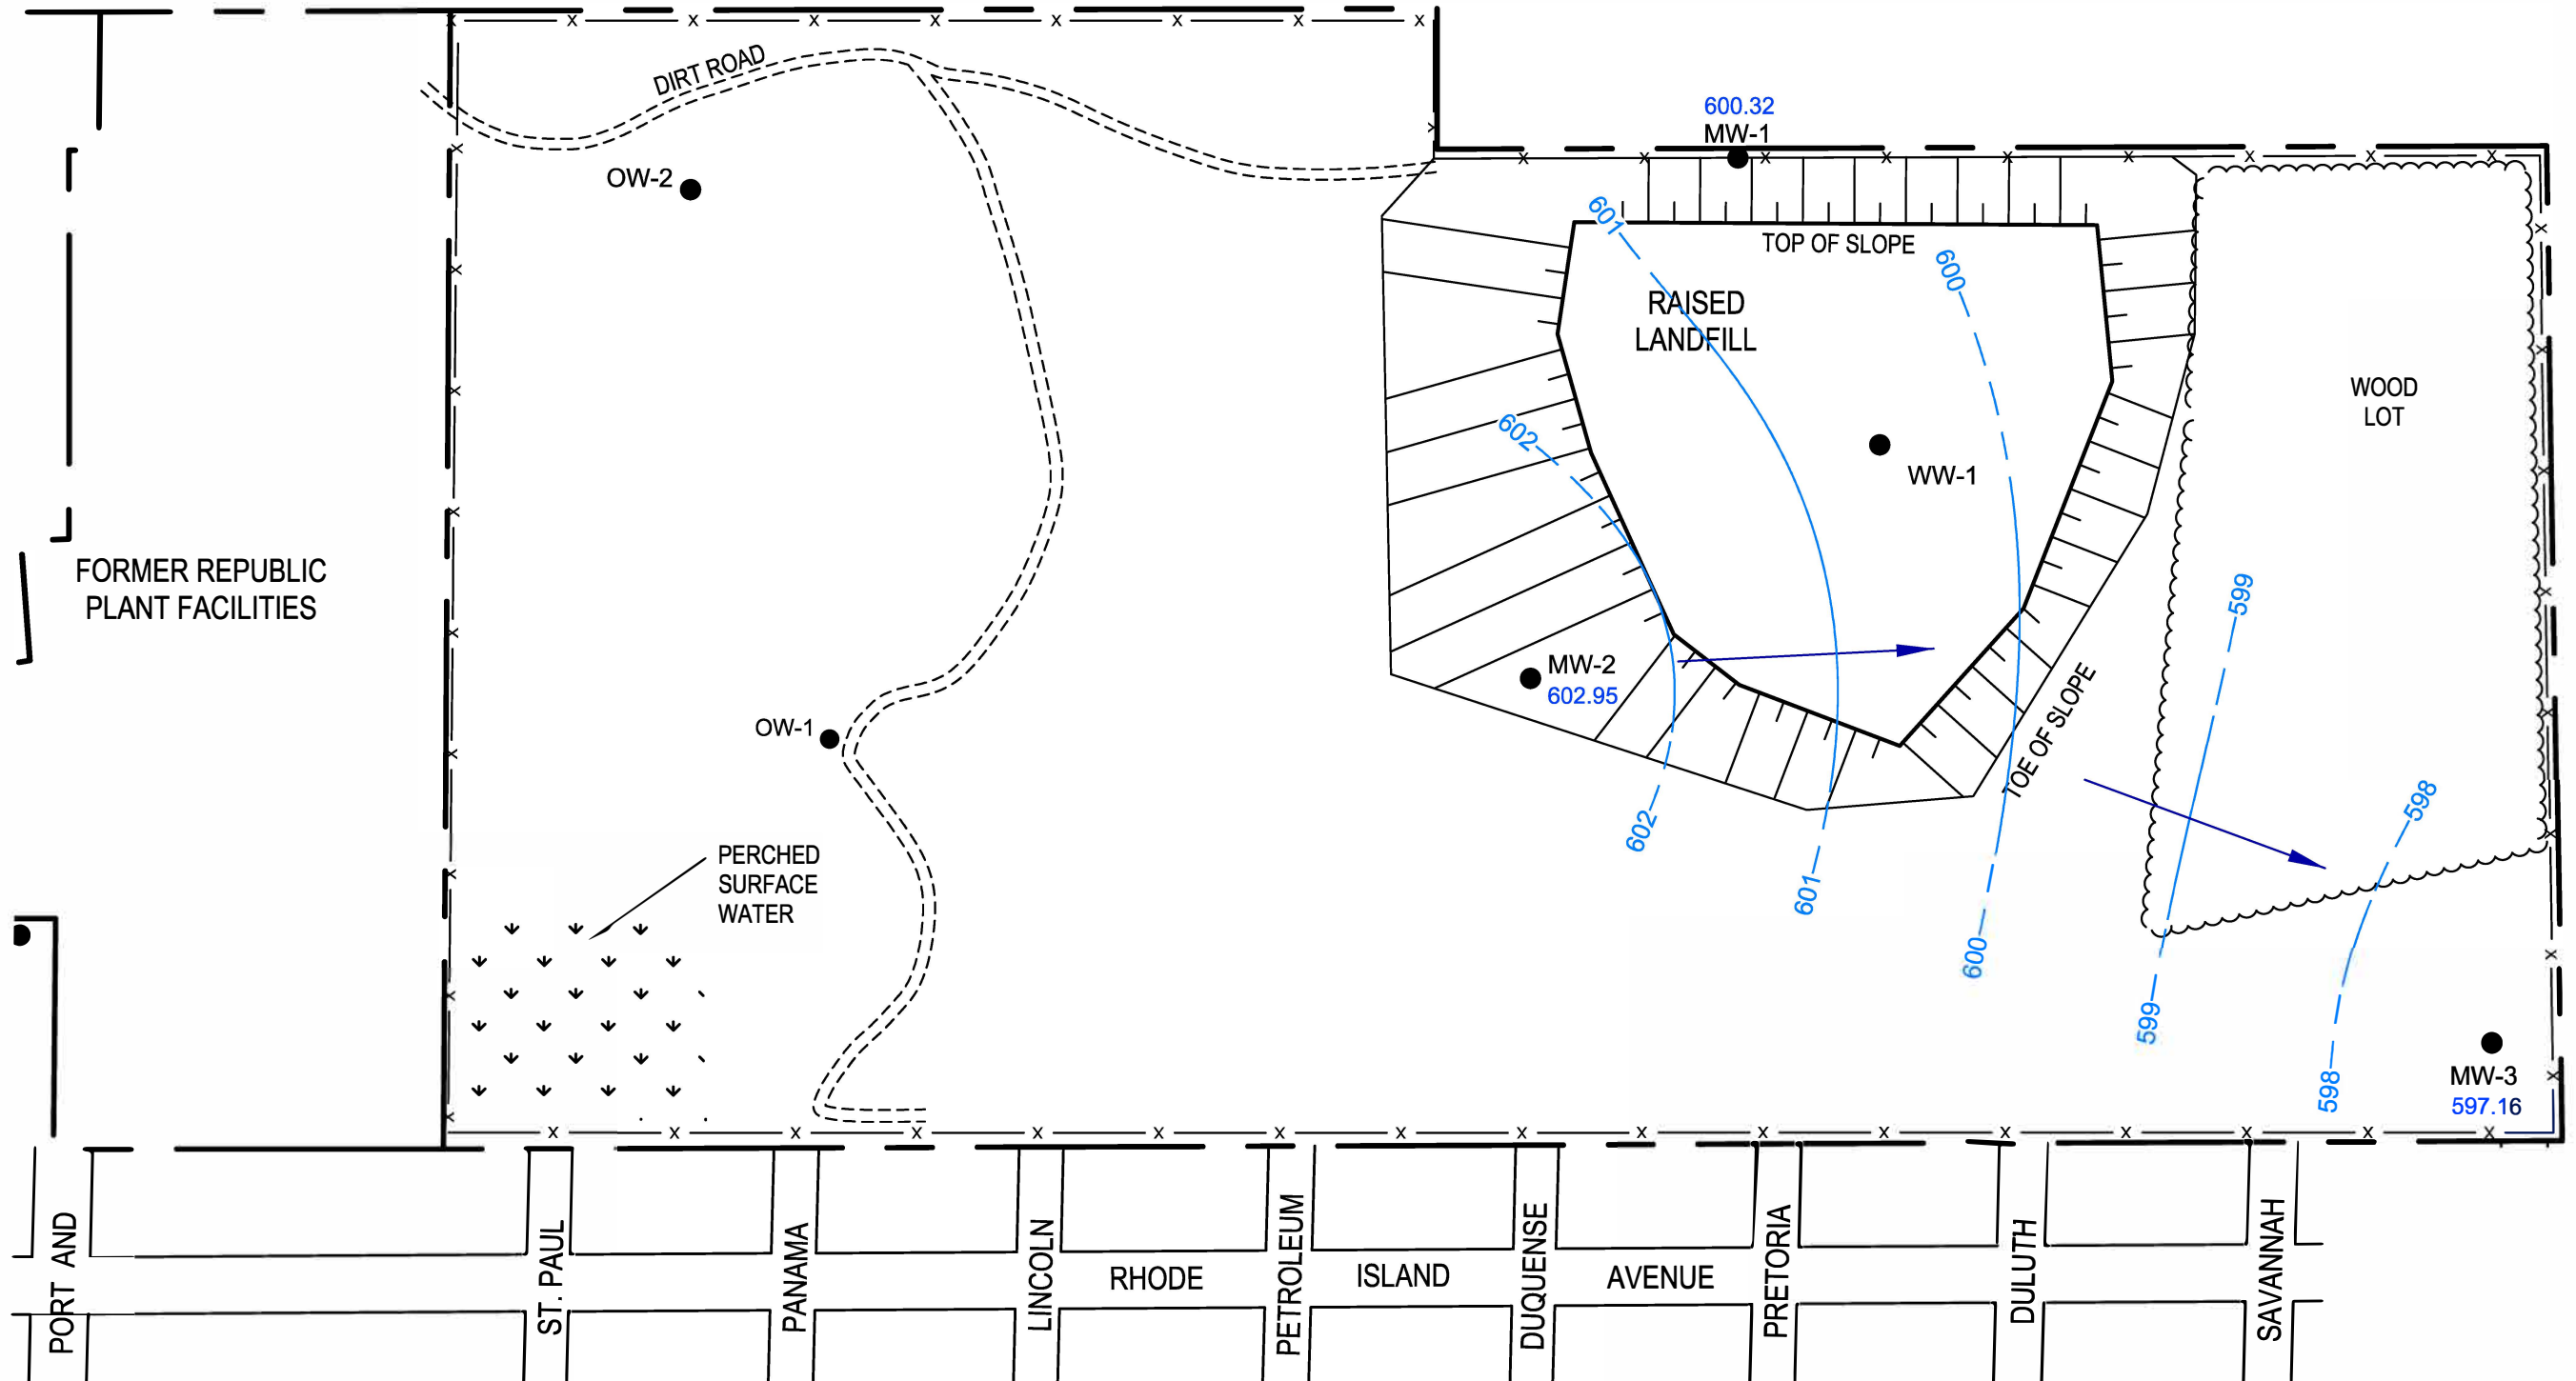 DIRT ROAD
OW-2
600.32
MW-1
TOP OF SLOPE
601
600
RAISED
LANDFILL
WOOD
LOT
602
WW-1
FORMER REPUBLIC
PLANT FACILITIES
599
MW-2
602.95
OW-1
TOE OF SLOPE
598
602
PERCHED
SURFACE
WATER
601
600
599
598
MW-3
597.16
PORT AND
ST. PAUL
PANAMA
LINCOLN
PETROLEUM
DUQUENSE
PRETORIA
DULUTH
SAVANNAH
RHODE ISLAND AVENUE